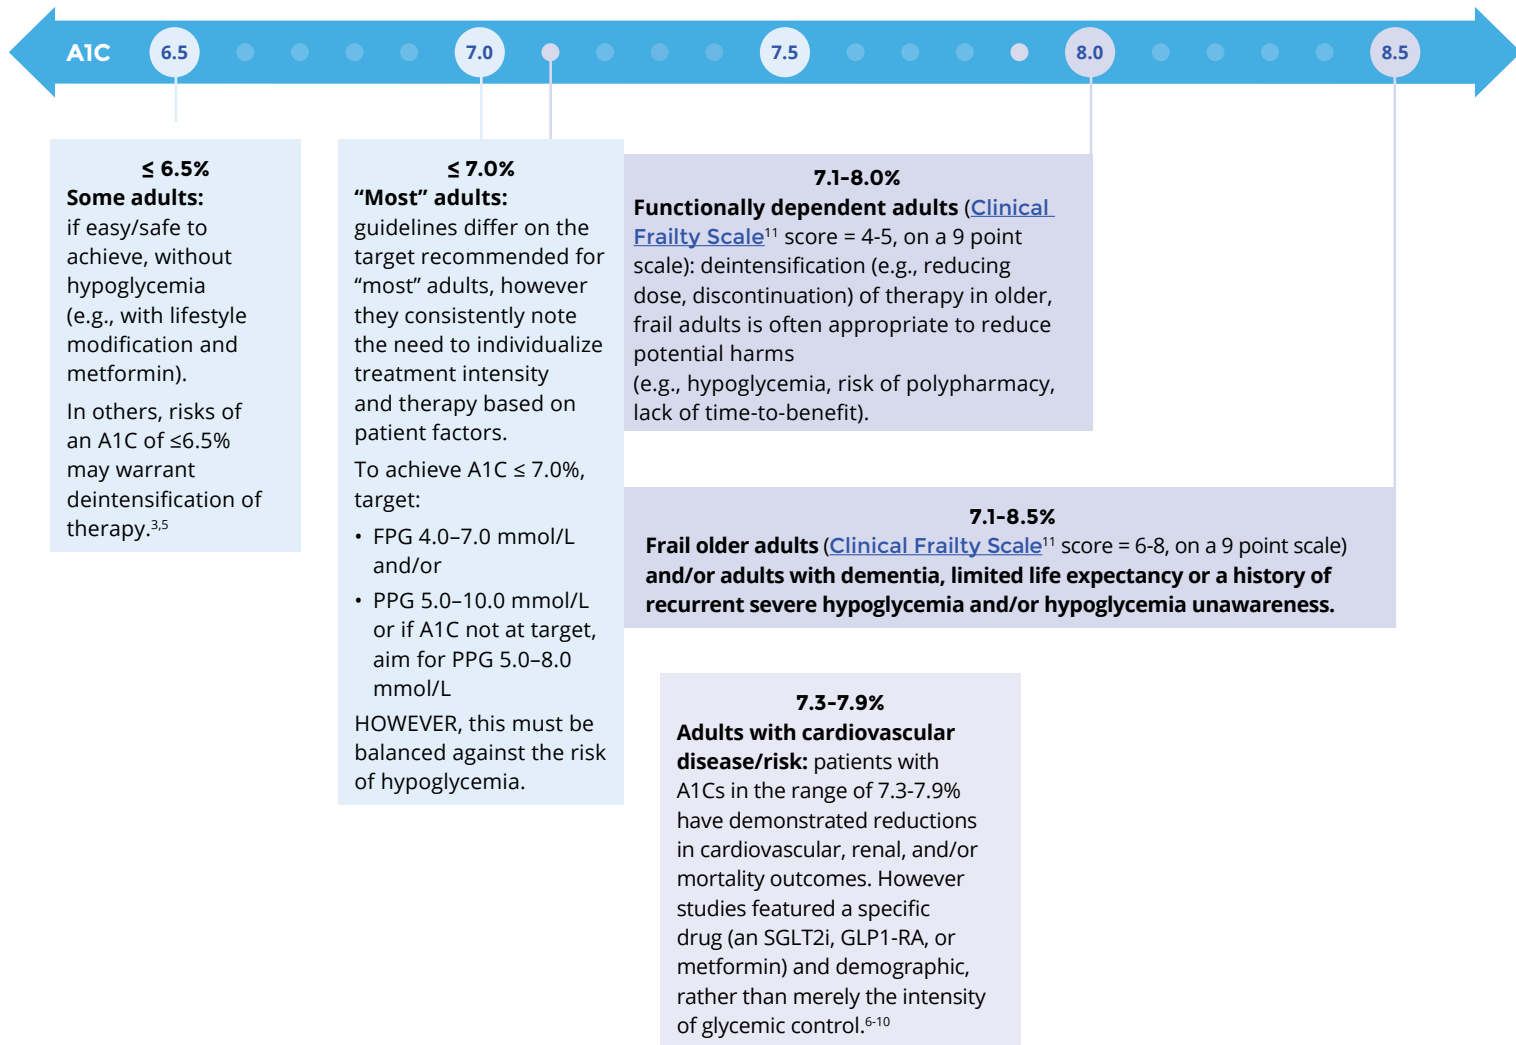 A1C 6.5 7.0 7.5 8.0 8.5
≤ 6.5%
Some adults:
if easy/safe to
achieve, without
hypoglycemia
(e.g., with lifestyle
modification and
metformin).
In others, risks of
an A1C of ≤6.5%
may warrant
deintensification of
therapy.3,5
≤ 7.0%
“Most” adults:
guidelines differ on the
target recommended for
“most” adults, however
they consistently note
the need to individualize
treatment intensity
and therapy based on
patient factors.
To achieve A1C ≤ 7.0%,
target:
• FPG 4.0–7.0 mmol/L
and/or
• PPG 5.0–10.0 mmol/L
or if A1C not at target,
aim for PPG 5.0–8.0
mmol/L
HOWEVER, this must be
balanced against the risk
of hypoglycemia.
7.1-8.0%
Functionally dependent adults (Clinical
Frailty Scale11 score = 4-5, on a 9 point
scale): deintensification (e.g., reducing
dose, discontinuation) of therapy in older,
frail adults is often appropriate to reduce
potential harms
(e.g., hypoglycemia, risk of polypharmacy,
lack of time-to-benefit).
7.1-8.5%
Frail older adults (Clinical Frailty Scale11 score = 6-8, on a 9 point scale)
and/or adults with dementia, limited life expectancy or a history of
recurrent severe hypoglycemia and/or hypoglycemia unawareness.
7.3-7.9%
Adults with cardiovascular
disease/risk: patients with
A1Cs in the range of 7.3-7.9%
have demonstrated reductions
in cardiovascular, renal, and/or
mortality outcomes. However
studies featured a specific
drug (an SGLT2i, GLP1-RA, or
metformin) and demographic,
rather than merely the intensity
of glycemic control.6-10